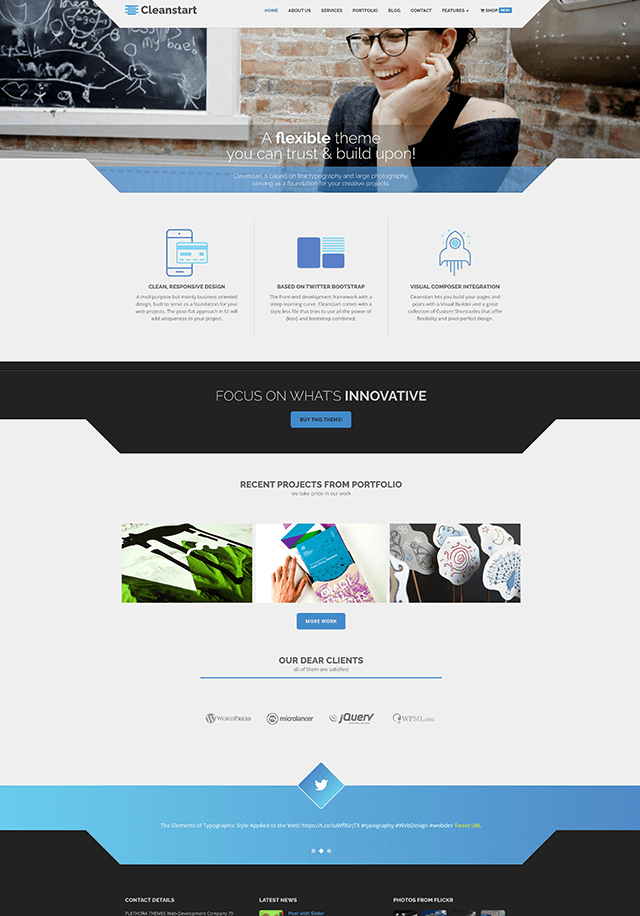 Cleanstart
HOME ABOUT US SERVICES PORTFOLIO BLOG CONTACT FEATURES SHOP NEW!
A flexible theme
you can trust & build upon!
Cleanstart is based on fine typography and large photography,
serving as a foundation for your creative projects.
CLEAN, RESPONSIVE DESIGN
A multipurpose but mainly business oriented
design, built to serve as a foundation for your
web projects. The post-flat approach in UI will
add uniqueness to your project.
BASED ON TWITTER BOOTSTRAP
The front-end development framework with a
steep learning curve. Cleanstart comes with a
style.less file that tries to use all the power of
{less} and bootstrap combined.
VISUAL COMPOSER INTEGRATION
Cleanstart lets you build your pages and
posts with a Visual Builder and a great
collection of Custom Shortcodes that offer
flexibility and pixel-perfect design.
FOCUS ON WHAT'S INNOVATIVE
BUY THIS THEME!
RECENT PROJECTS FROM PORTFOLIO
we take pride in our work
MORE WORK
OUR DEAR CLIENTS
all of them are satisfied
WORDPRESS microlancer jQuery WPML.ORG
The Elements of Typographic Style Applied to the Web! #typography #WebDesign #webdev Tweet URL
CONTACT DETAILS
PLETHORA THEMES Web-Development Company 79
LATEST NEWS
Post with Slider
PHOTOS FROM FLICKR